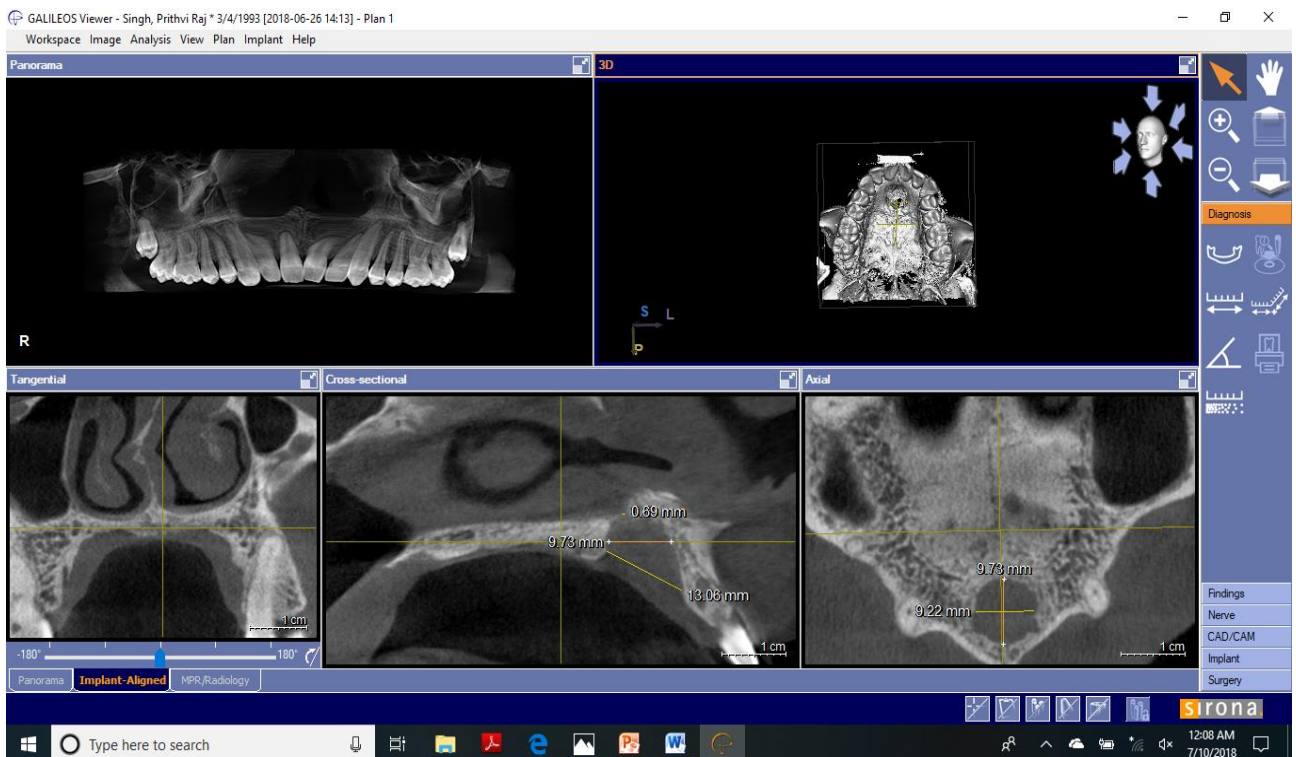 GALILEOS Viewer - Singh, Prithvi Raj * 3/4/1993 [2018-06-26 14:13] - Plan 1
Workspace Image Analysis View Plan Implant Help
Panorama
3D
R
S
L
P
Diagnosis
Tangential
Cross-sectional
Axial
0.69 mm
9.73 mm
13.06 mm
9.73 mm
9.22 mm
1 cm
1 cm
1 cm
-180°
180°
Findings
Nerve
CAD/CAM
Implant
Surgery
Panorama Implant-Aligned MPR/Radiology
sirona.
Type here to search
12:08 AM
7/10/2018